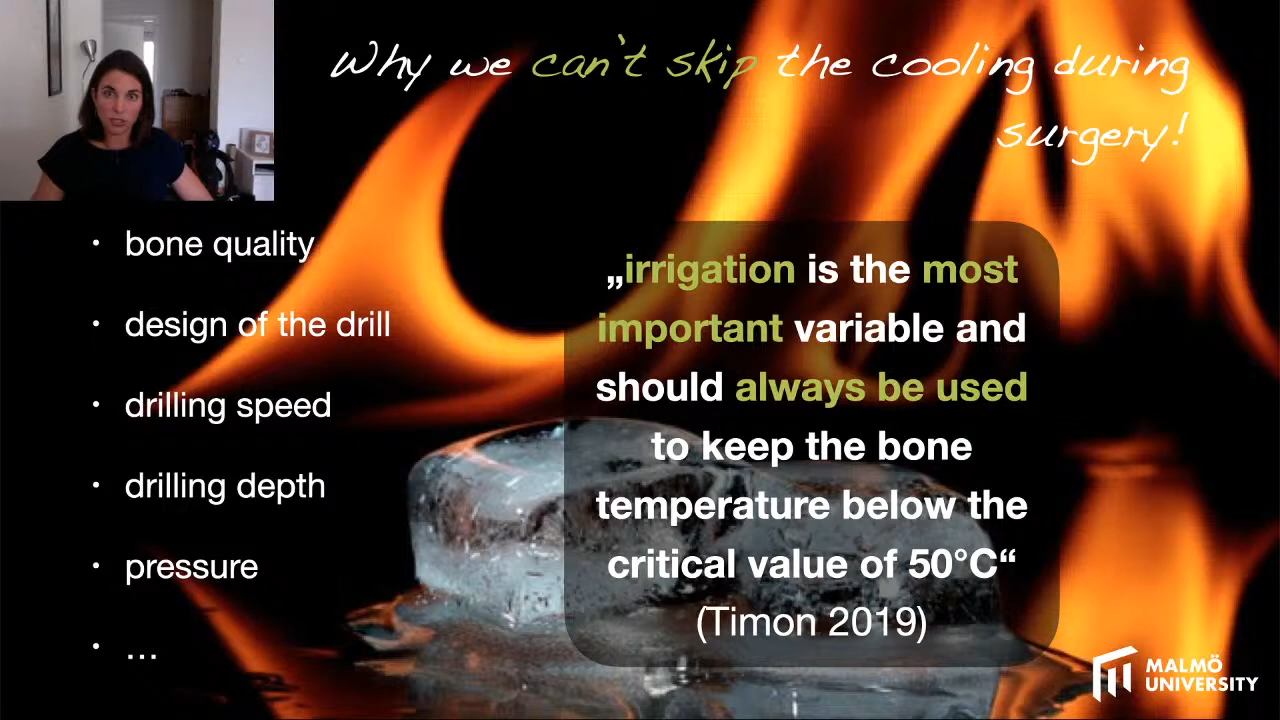 Why we can't skip the cooling during
surgery!
• bone quality
• design of the drill
• drilling speed
• drilling depth
• pressure
• ...
„irrigation is the most
important variable and
should always be used
to keep the bone
temperature below the
critical value of 50°C“
(Timon 2019)
MALMÖ
UNIVERSITY